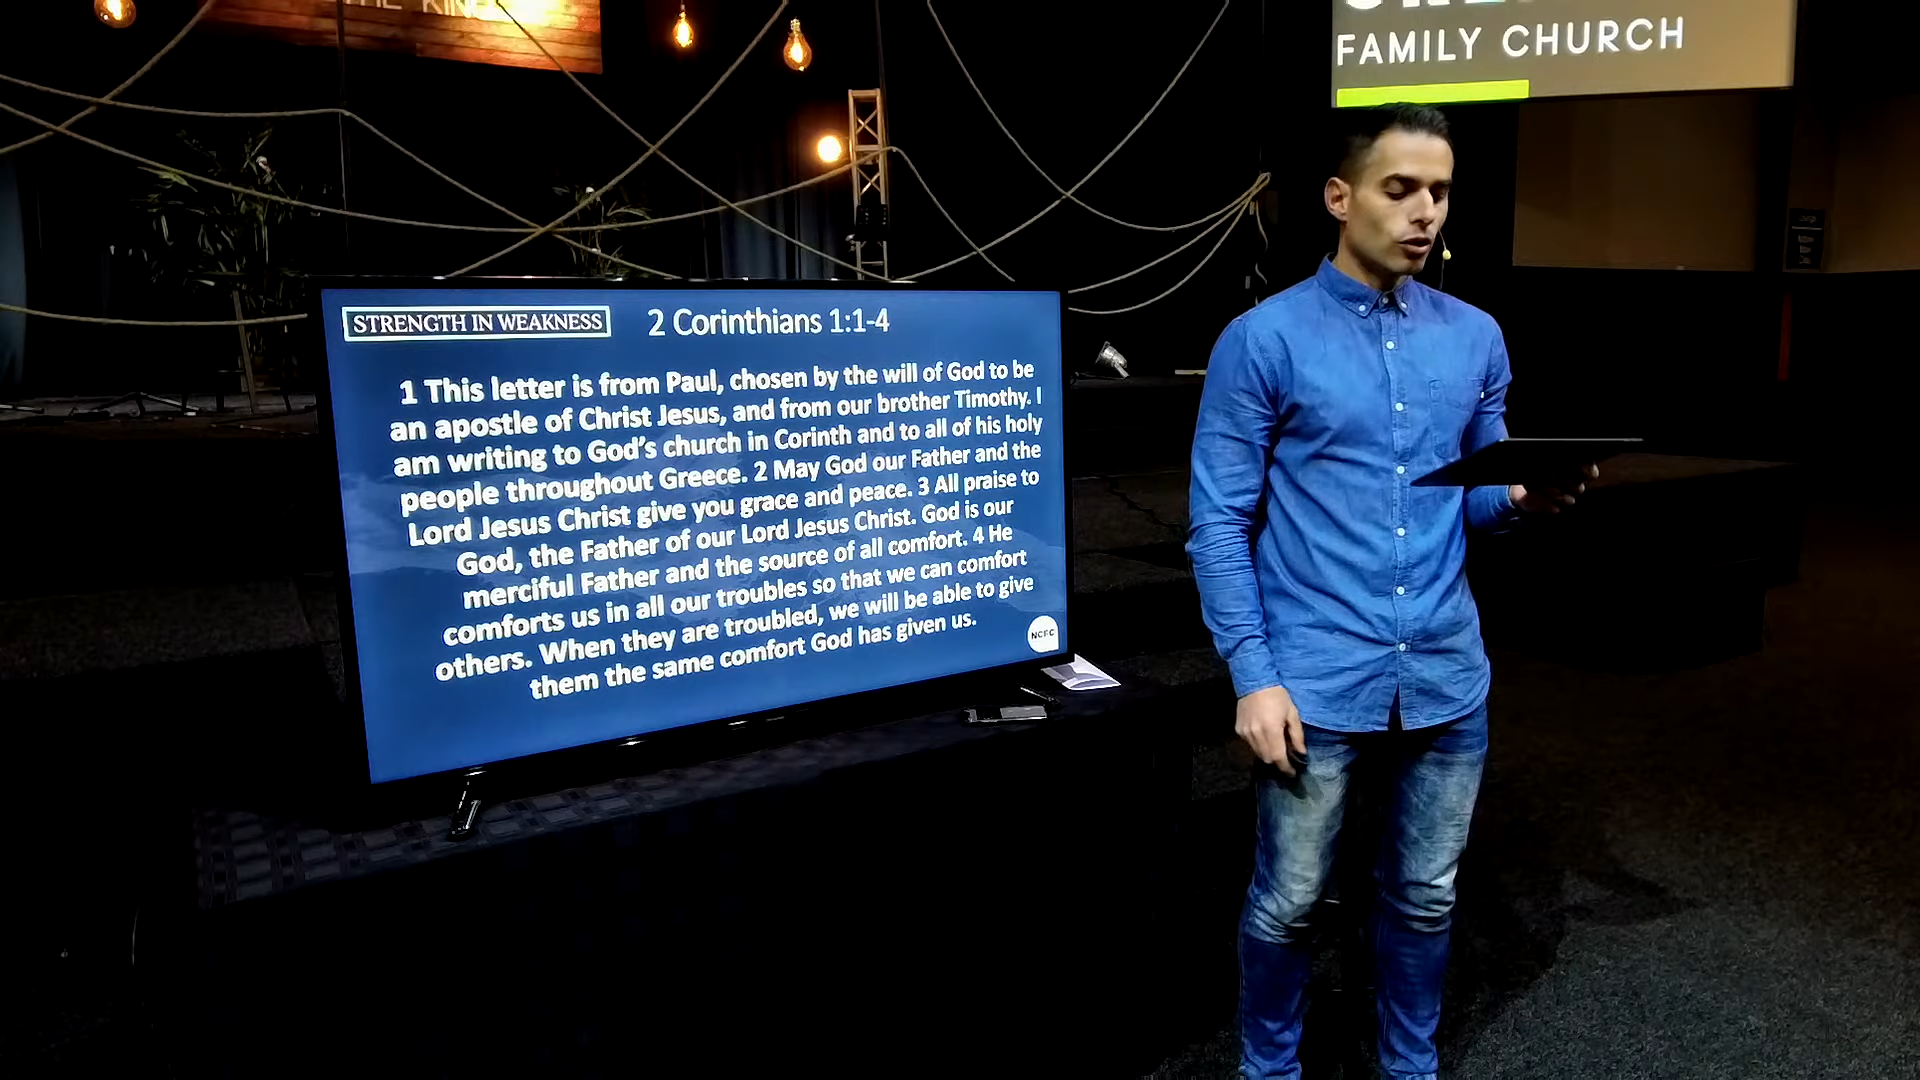 THE KING
FAMILY CHURCH
STRENGTH IN WEAKNESS
2 Corinthians 1:1-4
1 This letter is from Paul, chosen by the will of God to be
an apostle of Christ Jesus, and from our brother Timothy. I
am writing to God’s church in Corinth and to all of his holy
people throughout Greece. 2 May God our Father and the
Lord Jesus Christ give you grace and peace. 3 All praise to
God, the Father of our Lord Jesus Christ. God is our
merciful Father and the source of all comfort. 4 He
comforts us in all our troubles so that we can comfort
others. When they are troubled, we will be able to give
them the same comfort God has given us.
NCFC